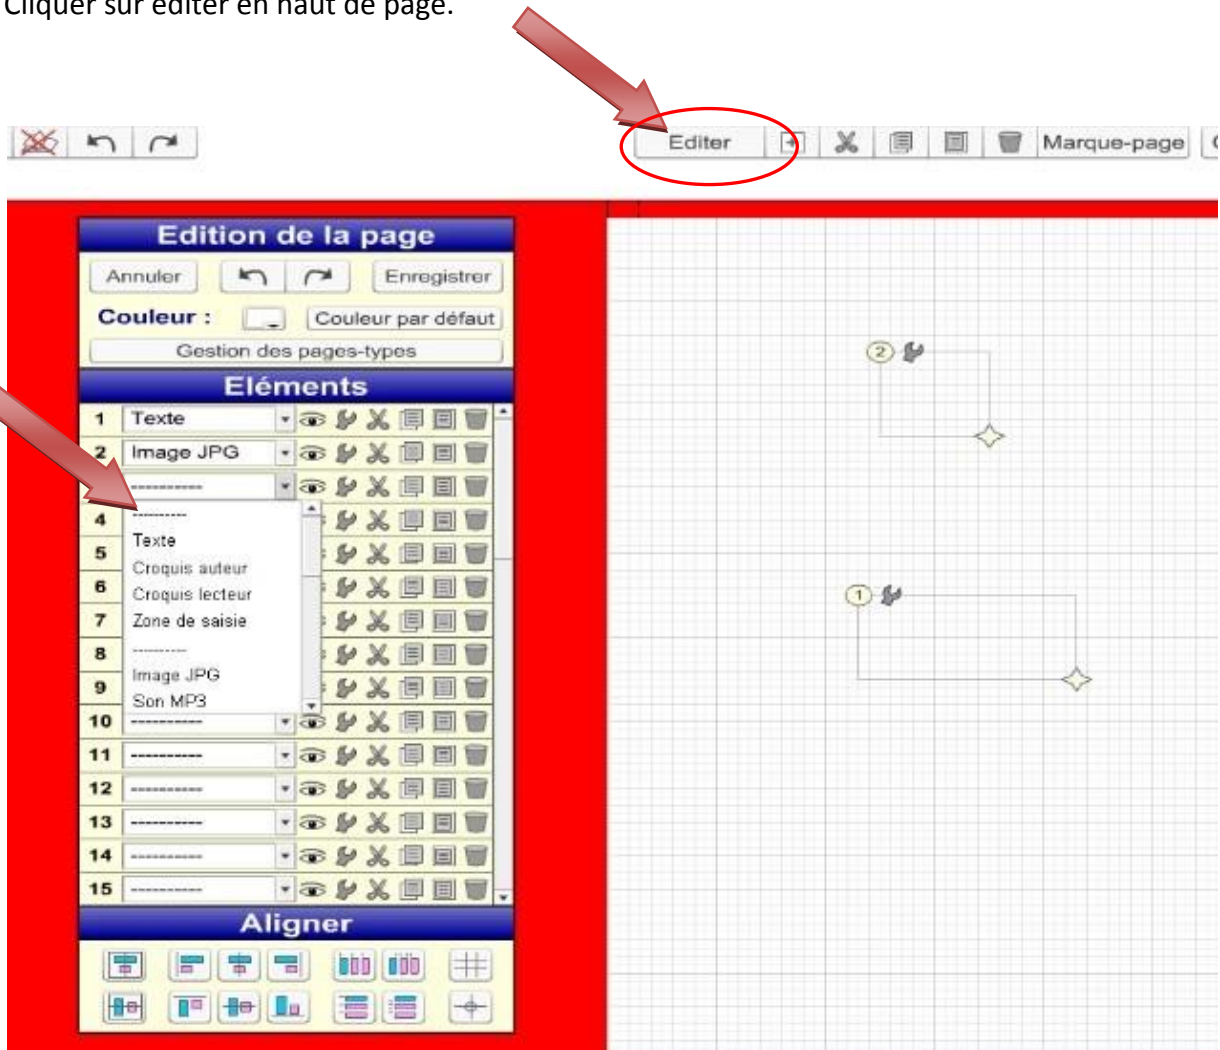 Cliquer sur éditer en haut de page.
Editer Marque-page
Edition de la page
Annuler Enregistrer
Couleur : Couleur par défaut
Gestion des pages-types
Eléments
1 Texte
2 Image JPG
----------
4 ---------
Texte
5
Croquis auteur
6 Croquis lecteur
7 Zone de saisie
8 ---------
Image JPG
9
Son MP3
10 ----------
11 ----------
12 ----------
13 ----------
14 ----------
15 ----------
Aligner
2
1